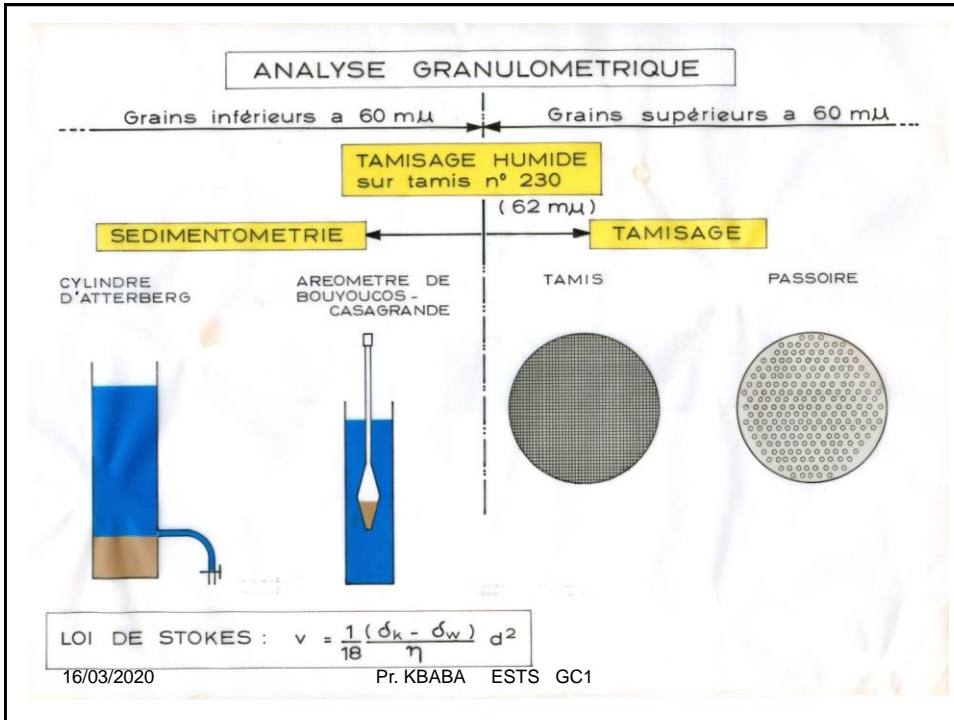 ANALYSE GRANULOMETRIQUE
Grains inférieurs a 60 mµ
Grains supérieurs a 60 mµ
TAMISAGE HUMIDE
sur tamis n° 230
(62 mµ)
SEDIMENTOMETRIE
TAMISAGE
CYLINDRE
D'ATTERBERG
AREOMETRE DE
BOUYOUCOS -
CASAGRANDE
TAMIS
PASSOIRE
LOI DE STOKES : v = 1/18 (δk - δw)/η d²
16/03/2020 Pr. KBABA ESTS GC1